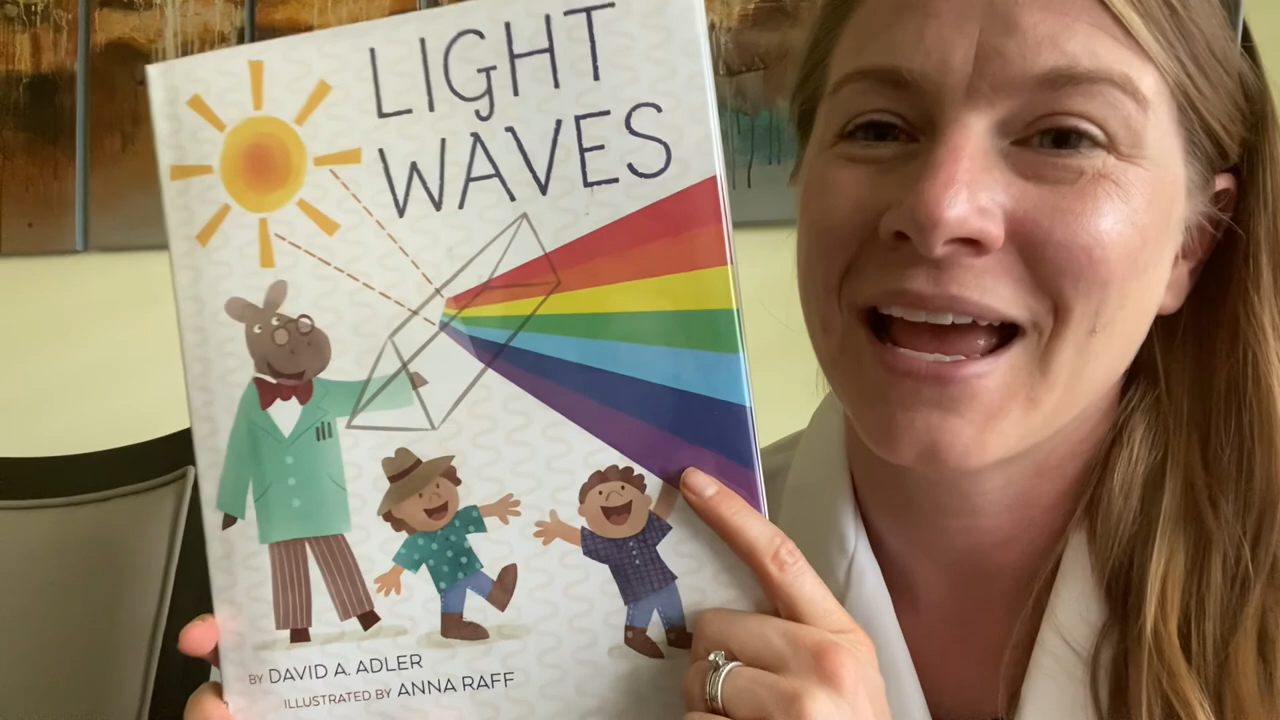 LIGHT
WAVES
BY DAVID A. ADLER
ILLUSTRATED BY ANNA RAFF